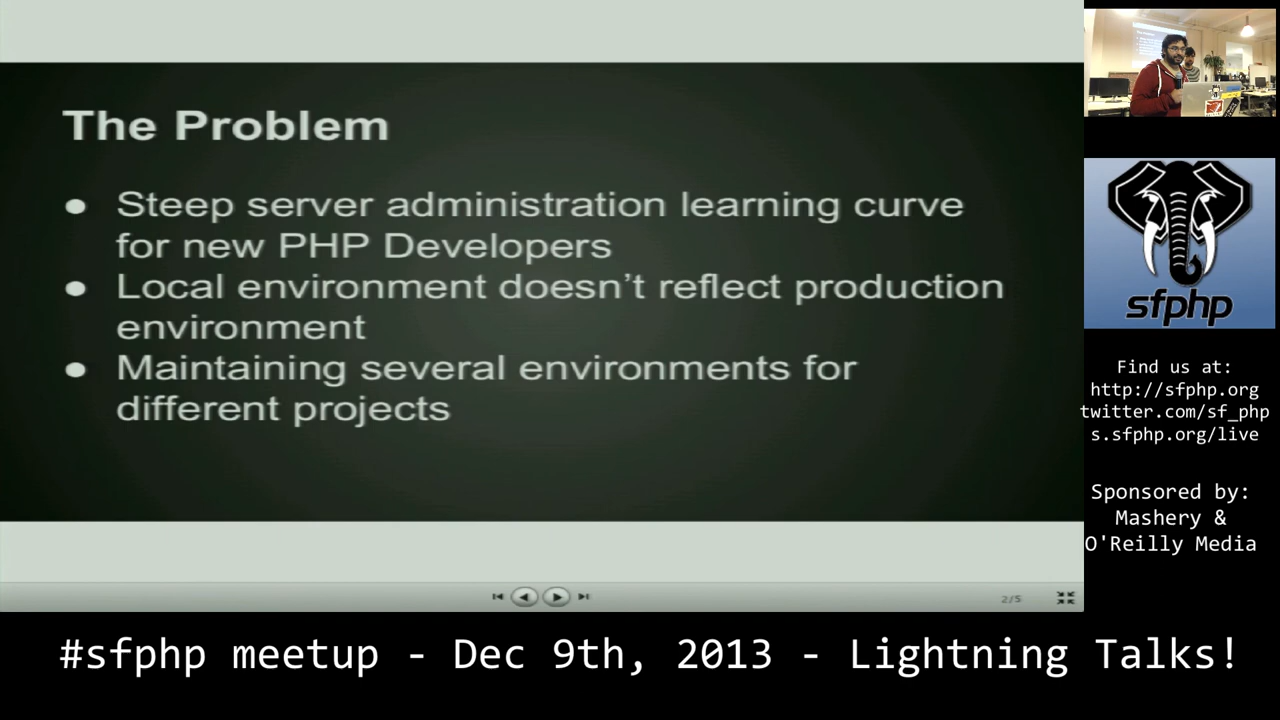 The Problem
● Steep server administration learning curve
for new PHP Developers
● Local environment doesn’t reflect production
environment
● Maintaining several environments for
different projects
2/5
sfphp
Find us at:
http://sfphp.org
twitter.com/sf_php
s.sfphp.org/live
Sponsored by:
Mashery &
O'Reilly Media
#sfphp meetup - Dec 9th, 2013 - Lightning Talks!